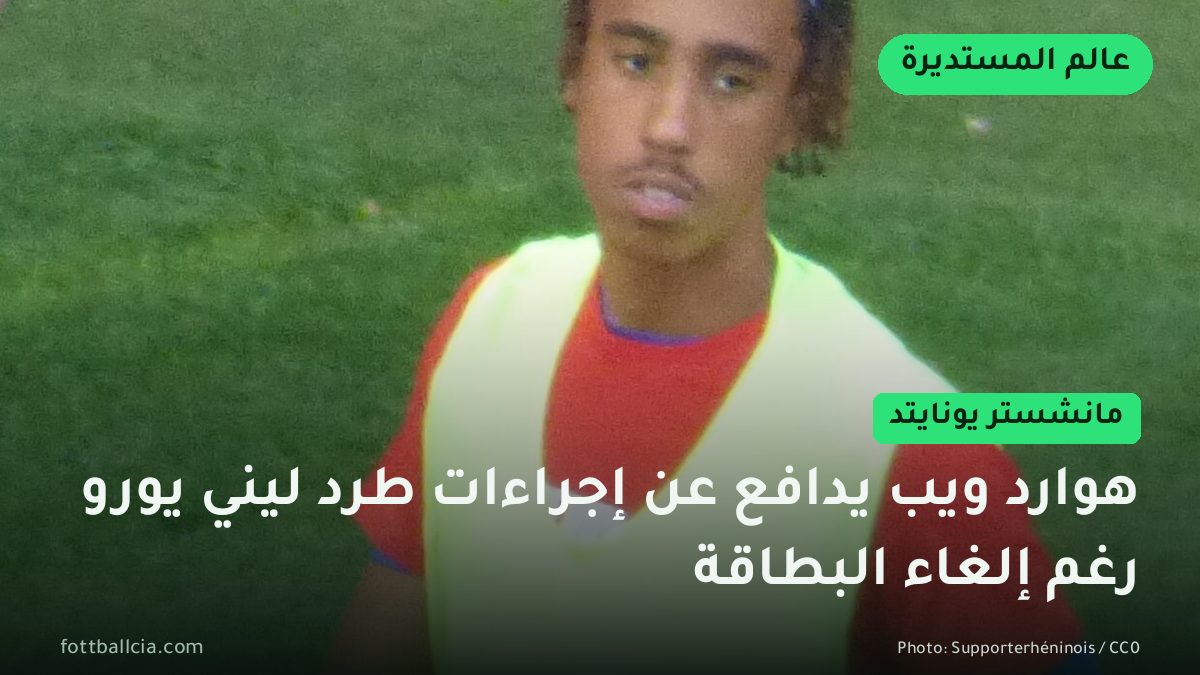 عالم المستديرة
مانشستر يونايتد
هوارد ويب يدافع عن إجراءات طرد ليني يورو
رغم إلغاء البطاقة
fottballcia.com
Photo: Supporterhéninois / CC0